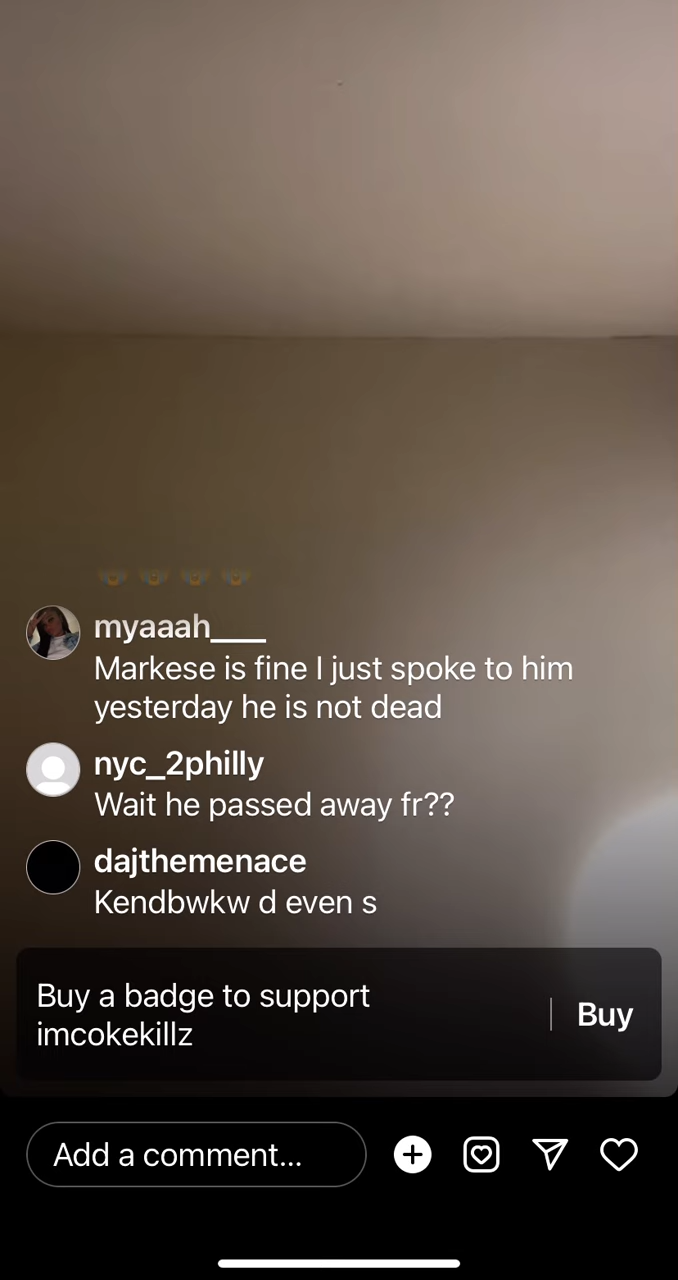 myaaah___
Markese is fine I just spoke to him
yesterday he is not dead
nyc_2philly
Wait he passed away fr??
dajthemenace
Kendbwkw d even s
Buy a badge to support
imcokekillz
Buy
Add a comment...